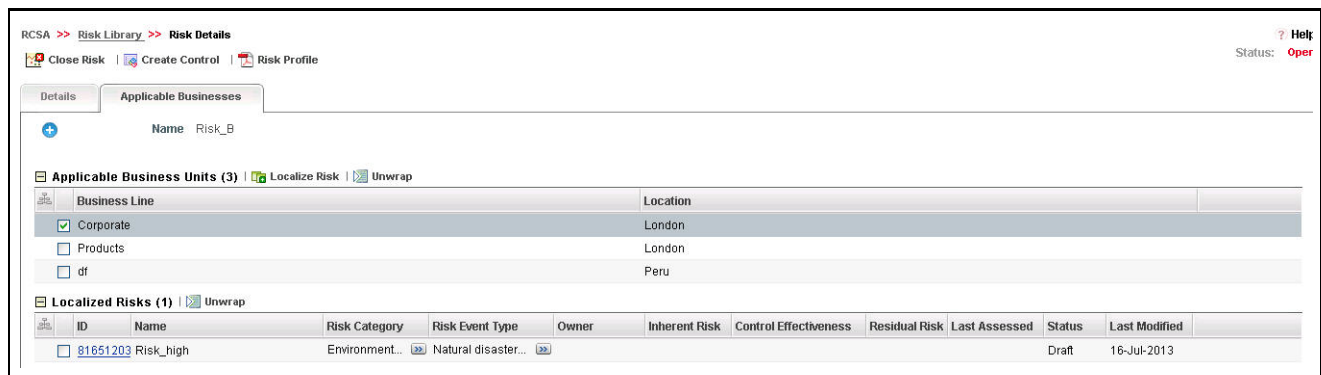 RCSA >> Risk Library >> Risk Details
? Help
Close Risk | Create Control | Risk Profile
Status: Oper
Details Applicable Businesses
Name Risk_B
Applicable Business Units (3) | Localize Risk | Unwrap
Business Line Location
Corporate London
Products London
df Peru
Localized Risks (1) | Unwrap
ID Name Risk Category Risk Event Type Owner Inherent Risk Control Effectiveness Residual Risk Last Assessed Status Last Modified
81651203 Risk_high Environment... >> Natural disaster... >> Draft 16-Jul-2013